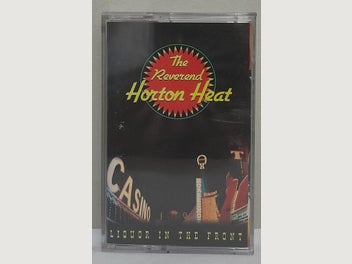 The
Reverend
Horton Heat
CASINO
LIQUOR IN THE FRONT